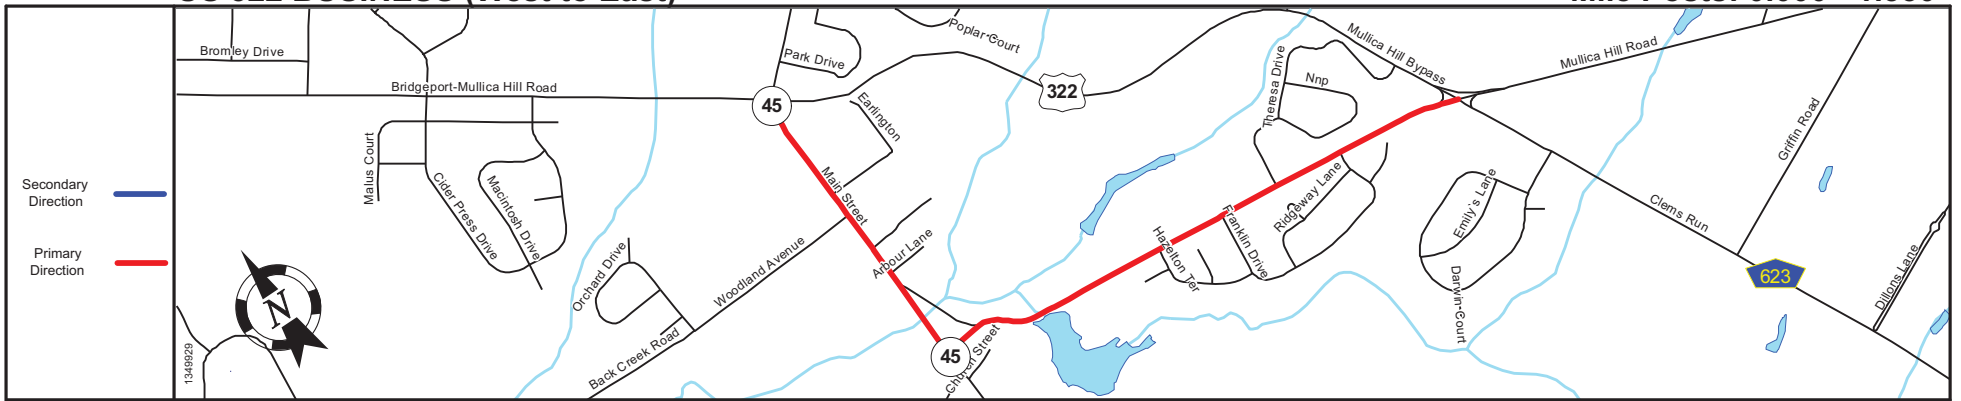 Bromley Drive
Bridgeport-Mullica Hill Road
Park Drive
Poplar-Court
Earlington
45
322
Mullica Hill Bypass
Mullica Hill Road
Theresa Drive
Nnp
Griffin Road
Malus Court
Cider Press Drive
Macintosh Drive
Main Street
Secondary
Direction
Primary
Direction
N
Orchard Drive
Woodland Avenue
Arbour Lane
Back Creek Road
45
Church Street
Hazelton Ter
Franklin Drive
Ridgeway Lane
Emily's Lane
Darwin-Court
Clems Run
623
Dillons Lane
1349929